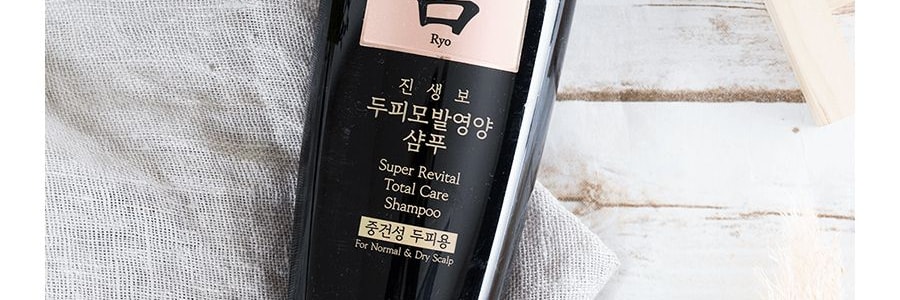 Ryo
진생보
두피모발영양
샴푸
Super Revital
Total Care
Shampoo
중건성 두피용
For Normal & Dry Scalp